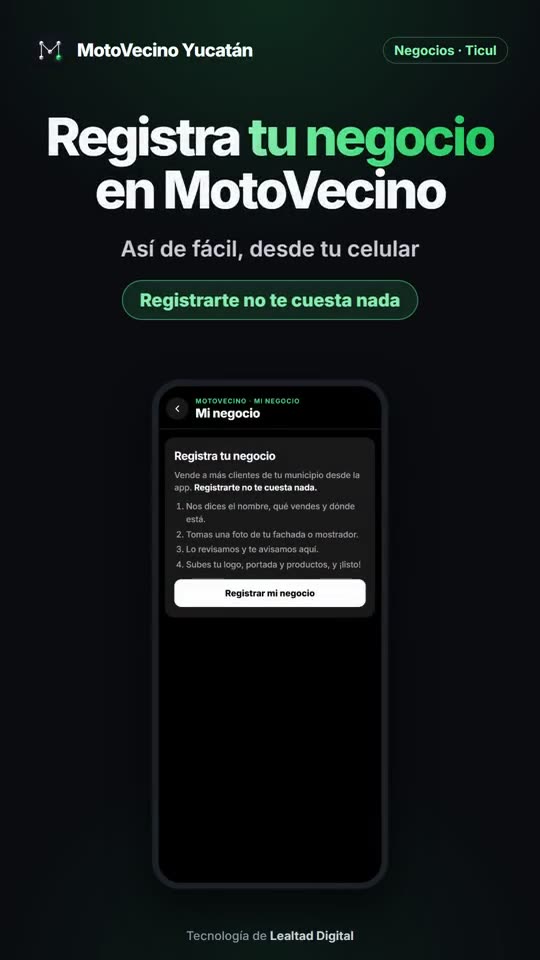 MotoVecino Yucatán
Negocios · Ticul
Registra tu negocio
en MotoVecino
Así de fácil, desde tu celular
Registrarte no te cuesta nada
MOTOVECINO · MI NEGOCIO
Mi negocio
Registra tu negocio
Vende a más clientes de tu municipio desde la
app. Registrarte no te cuesta nada.
1. Nos dices el nombre, qué vendes y dónde
está.
2. Tomas una foto de tu fachada o mostrador.
3. Lo revisamos y te avisamos aquí.
4. Subes tu logo, portada y productos, y ¡listo!
Registrar mi negocio
Tecnología de Lealtad Digital